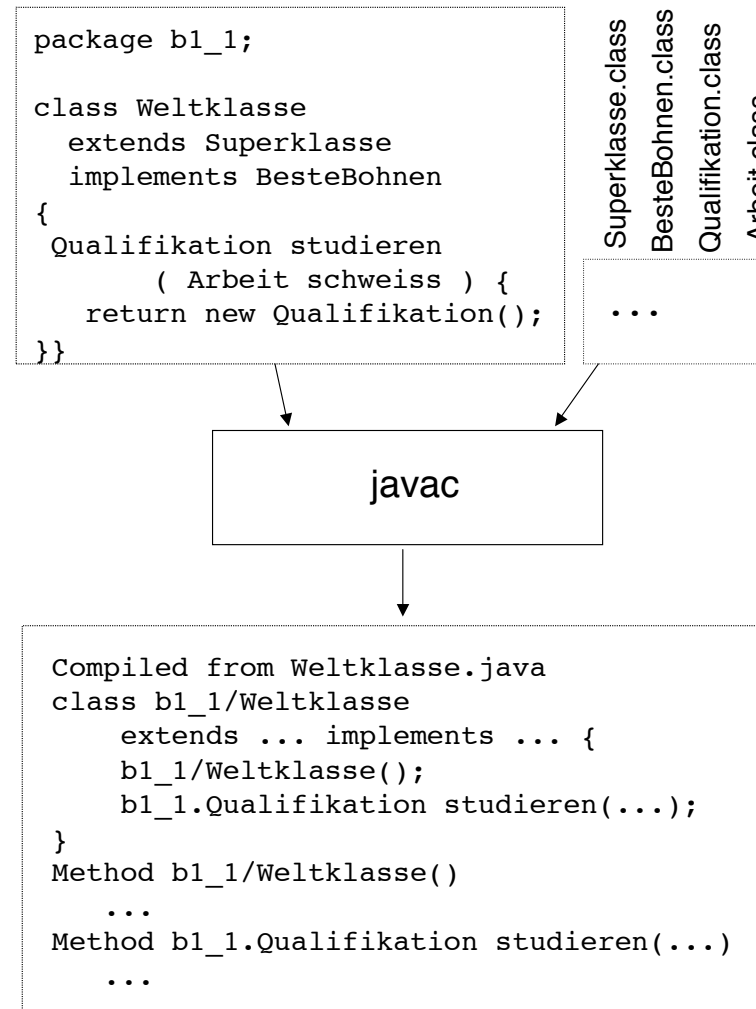 package b1_1;
class Weltklasse
extends Superklasse
implements BesteBohnen
{
Qualifikation studieren
( Arbeit schweiss ) {
return new Qualifikation();
}}
Superklasse.class
BesteBohnen.class
Qualifikation.class
Arbeit.class
...
javac
Compiled from Weltklasse.java
class b1_1/Weltklasse
extends ... implements ... {
b1_1/Weltklasse();
b1_1.Qualifikation studieren(...);
}
Method b1_1/Weltklasse()
...
Method b1_1.Qualifikation studieren(...)
...